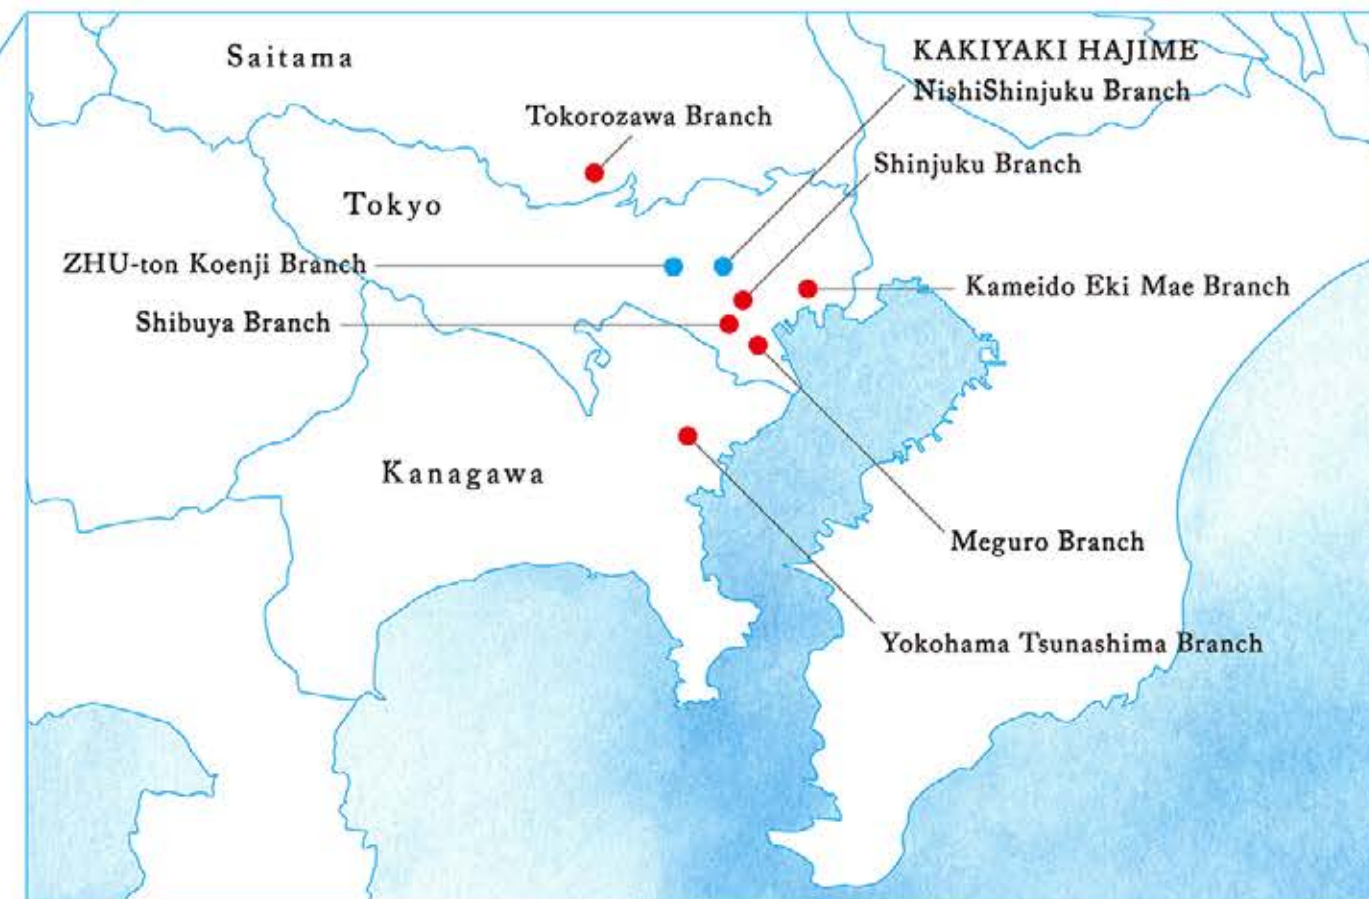 Saitama
KAKIYAKI HAJIME
NishiShinjuku Branch
Tokorozawa Branch
Shinjuku Branch
Tokyo
ZHU-ton Koenji Branch
Kameido Eki Mae Branch
Shibuya Branch
Kanagawa
Meguro Branch
Yokohama Tsunashima Branch